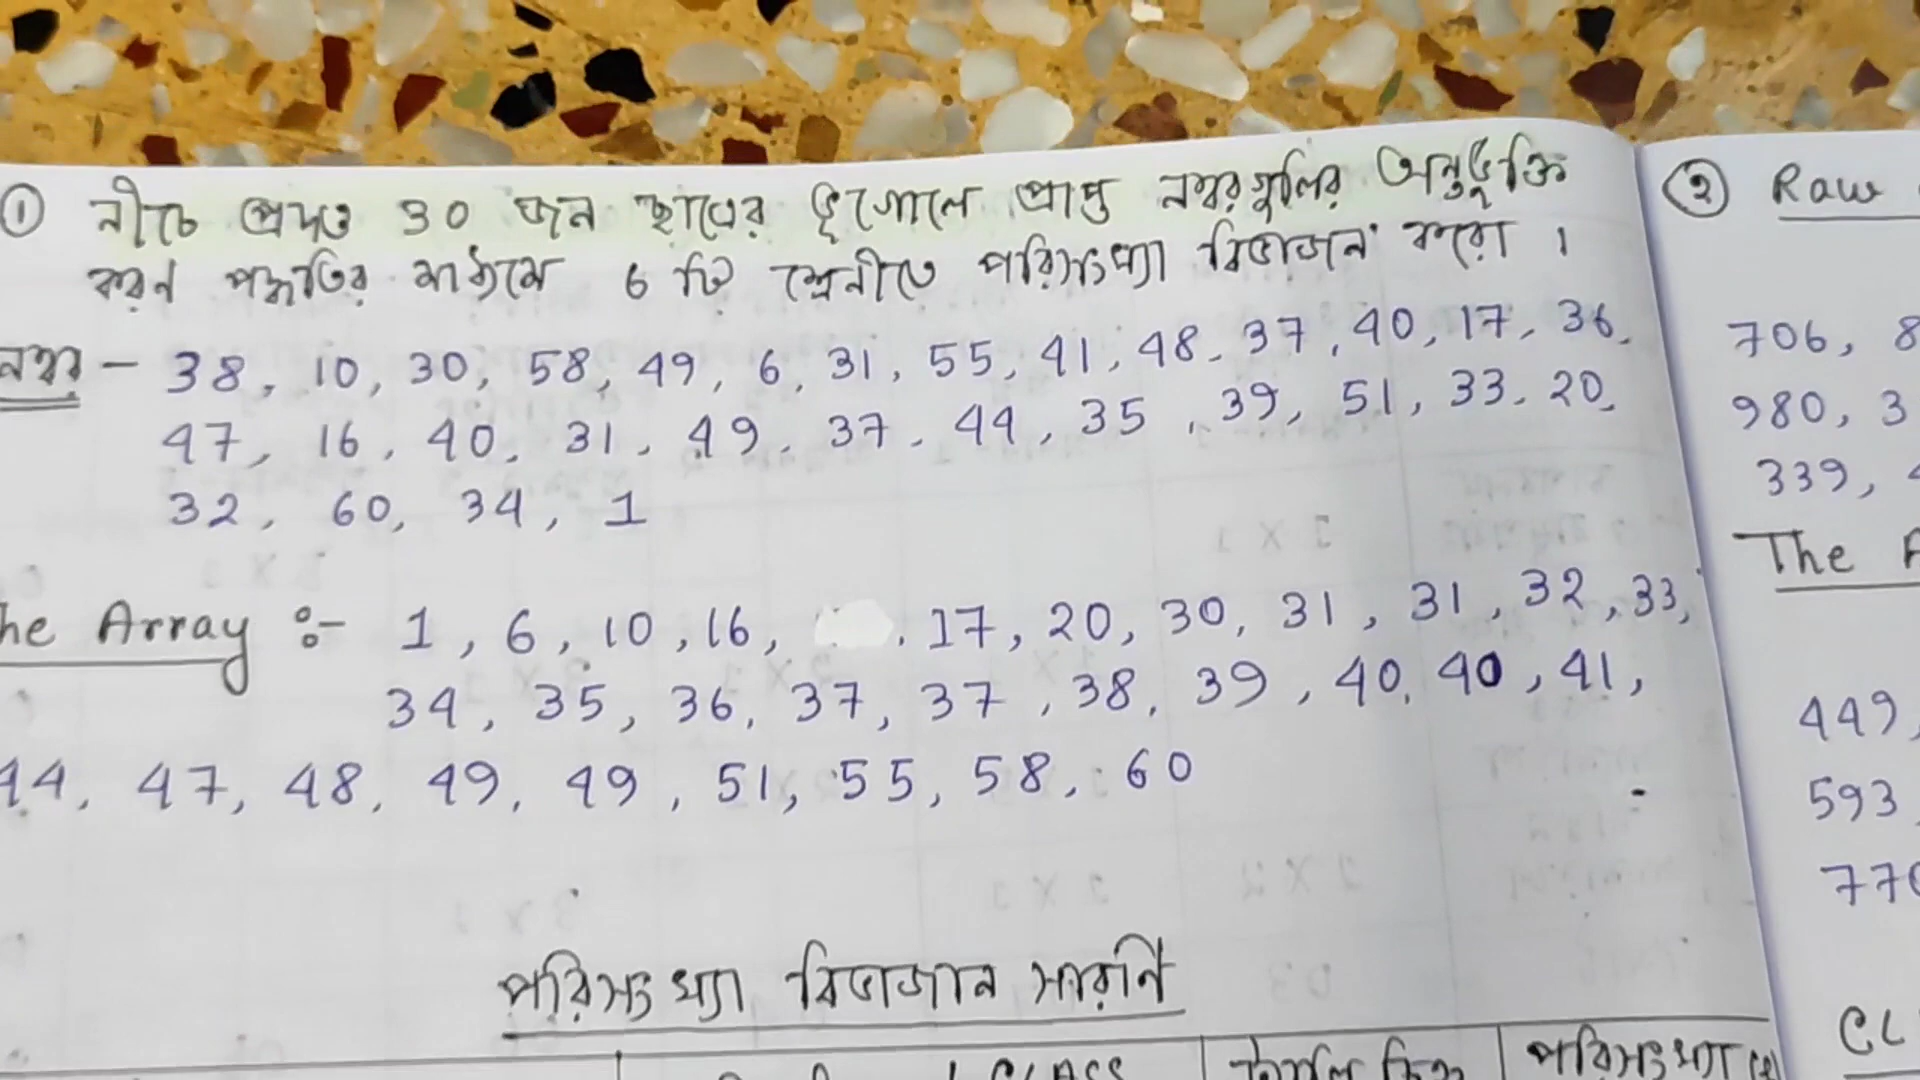 ① নীচে প্রদত্ত 30 জন ছাত্রের ভূগোলে প্রাপ্ত নম্বরগুলির অন্তর্ভূক্তি
করণ পদ্ধতির মাধ্যমে 6 টি শ্রেনীতে পরিসংখ্যা বিভাজন করো ।
নম্বর - 38, 10, 30, 58, 49, 6, 31, 55, 41, 48, 37, 40, 17, 36,
47, 16, 40, 31, 49, 37, 44, 35, 39, 51, 33, 20,
32, 60, 34, 1
he Array :- 1, 6, 10, 16, 17, 20, 30, 31, 31, 32, 33,
34, 35, 36, 37, 37, 38, 39, 40, 40, 41,
44, 47, 48, 49, 49, 51, 55, 58, 60
পরিসংখ্যা বিভাজান সারনি
CLASS পরিসংখ্যা
② Raw
706, 8
980, 3
339,
The A
449,
593
77
CL